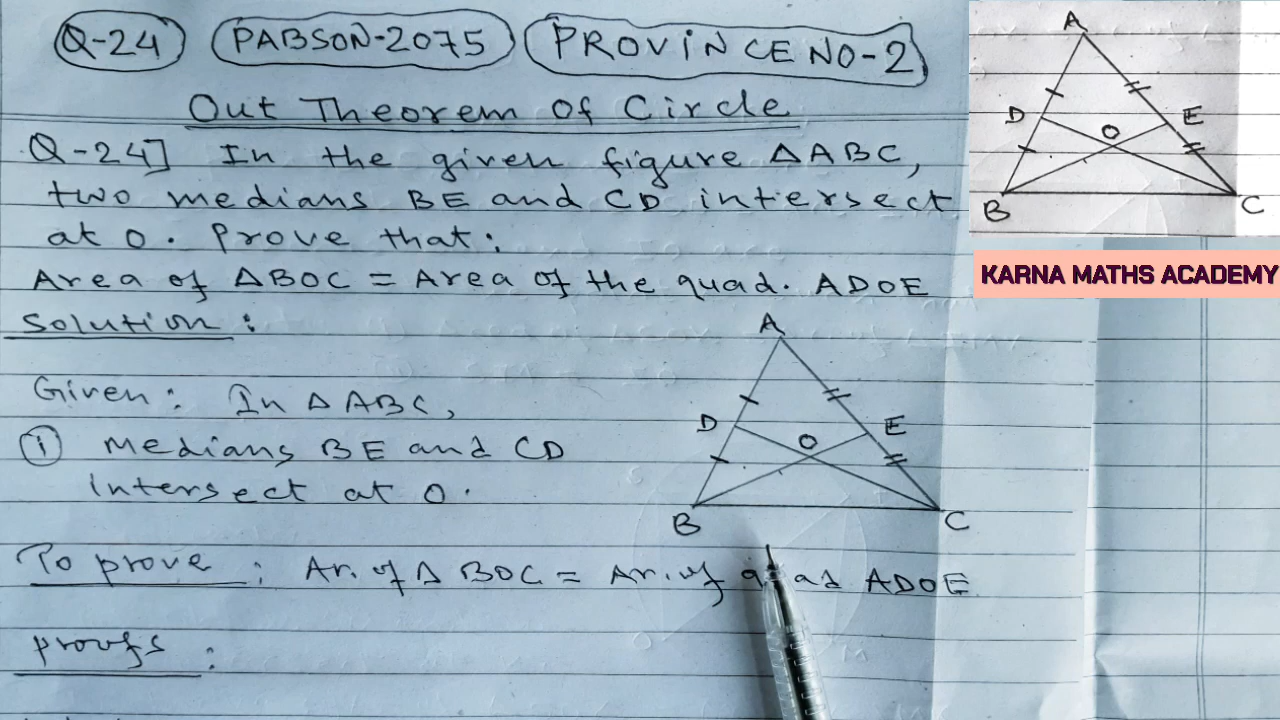 Q-24 PABSON-2075 PROVINCE NO-2
Out Theorem Of Circle
Q-24] In the given figure △ABC,
two medians BE and CD intersect
at O. Prove that:
Area of △BOC = Area of the quad. ADOE
A
D
E
O
B
C
KARNA MATHS ACADEMY
Solution:
Given: In △ABC,
① Medians BE and CD
Intersect at O.
A
D
E
O
B
C
To prove: Ar. of △ BOC = Ar. of quad ADOE
proofs: